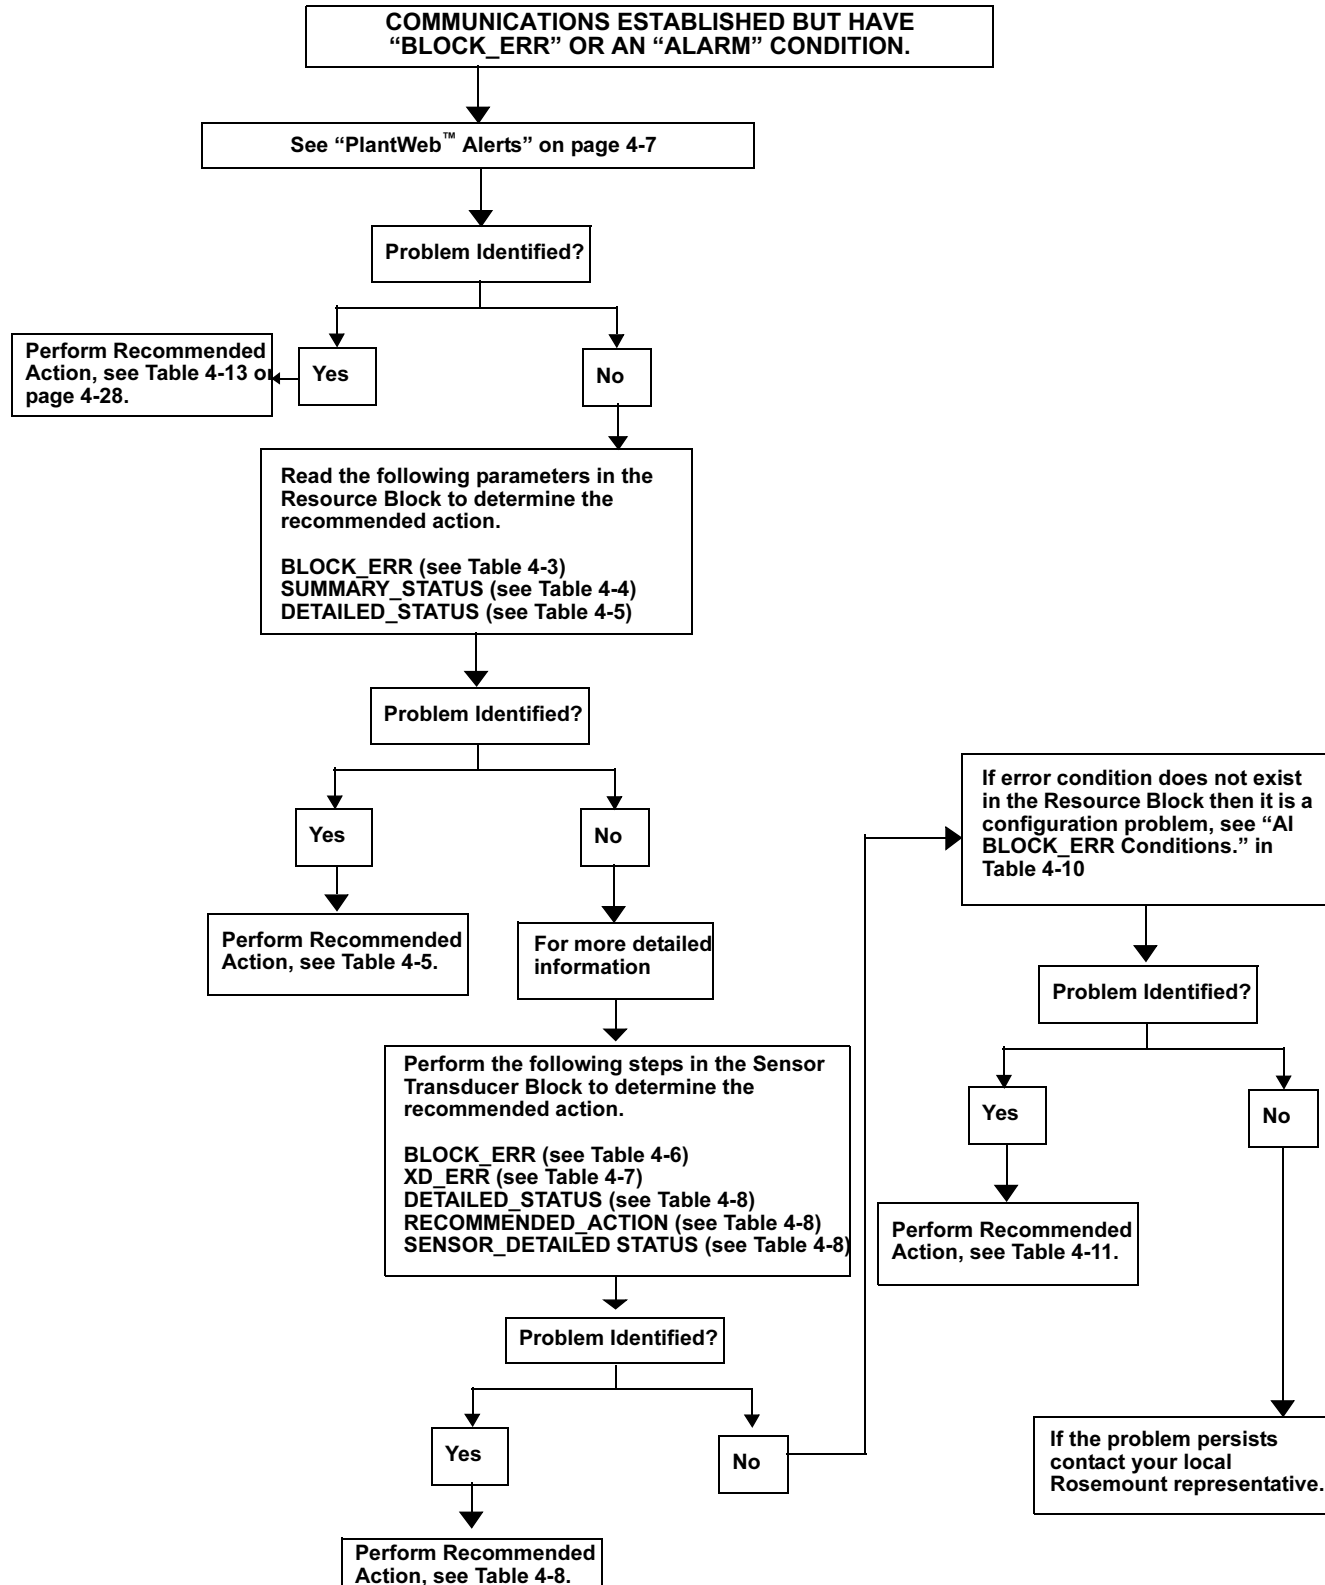 COMMUNICATIONS ESTABLISHED BUT HAVE
“BLOCK_ERR” OR AN “ALARM” CONDITION.
See “PlantWeb™ Alerts” on page 4-7
Problem Identified?
Perform Recommended
Action, see Table 4-13 or
page 4-28.
Yes
No
Read the following parameters in the
Resource Block to determine the
recommended action.
BLOCK_ERR (see Table 4-3)
SUMMARY_STATUS (see Table 4-4)
DETAILED_STATUS (see Table 4-5)
Problem Identified?
Yes
No
Perform Recommended
Action, see Table 4-5.
For more detailed
information
Perform the following steps in the Sensor
Transducer Block to determine the
recommended action.
BLOCK_ERR (see Table 4-6)
XD_ERR (see Table 4-7)
DETAILED_STATUS (see Table 4-8)
RECOMMENDED_ACTION (see Table 4-8)
SENSOR_DETAILED STATUS (see Table 4-8)
Problem Identified?
Yes
No
Perform Recommended
Action, see Table 4-8.
If error condition does not exist
in the Resource Block then it is a
configuration problem, see “AI
BLOCK_ERR Conditions.” in
Table 4-10
Problem Identified?
Yes
No
Perform Recommended
Action, see Table 4-11.
If the problem persists
contact your local
Rosemount representative.